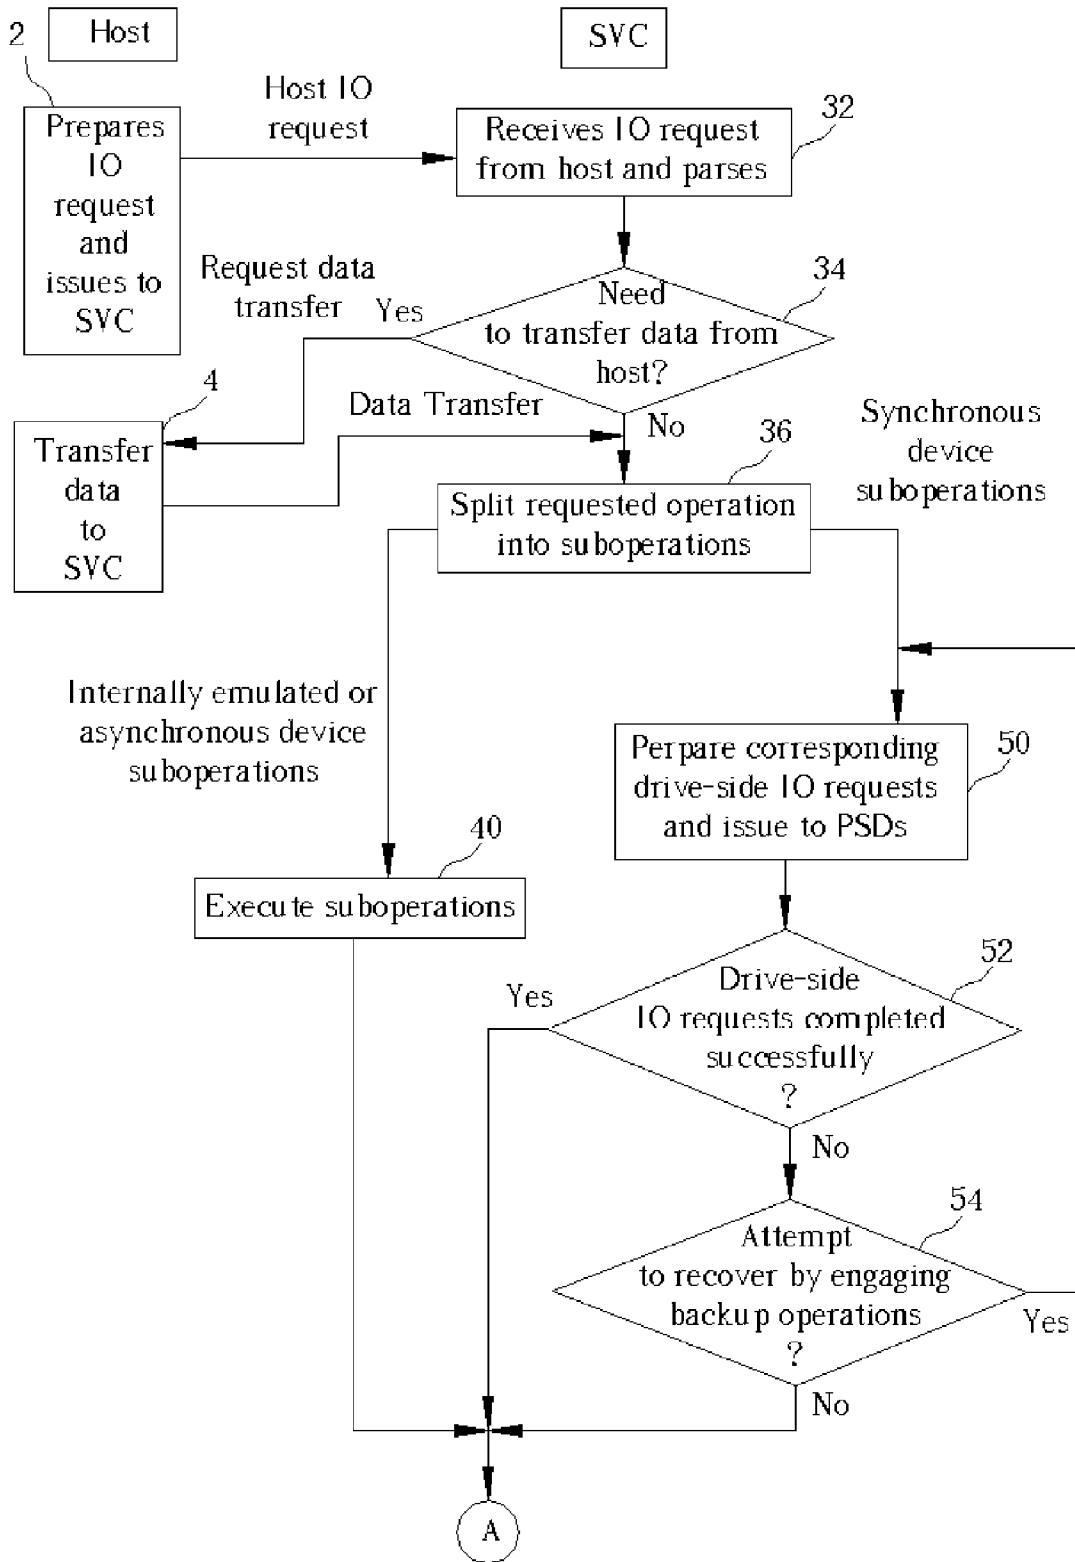 2
Host
SVC
Prepares
IO
request
and
issues to
SVC
Host IO
request
32
Receives IO request
from host and parses
Request data
transfer
Yes
34
Need
to transfer data from
host?
4
Data Transfer
No
Transfer
data
to
SVC
36
Synchronous
device
suboperations
Split requested operation
into suboperations
Internally emulated or
asynchronous device
suboperations
50
Perpare corresponding
drive-side IO requests
and issue to PSDs
40
Execute suboperations
52
Yes
Drive-side
IO requests completed
successfully
?
No
54
Attempt
to recover by engaging
backup operations
?
Yes
No
A